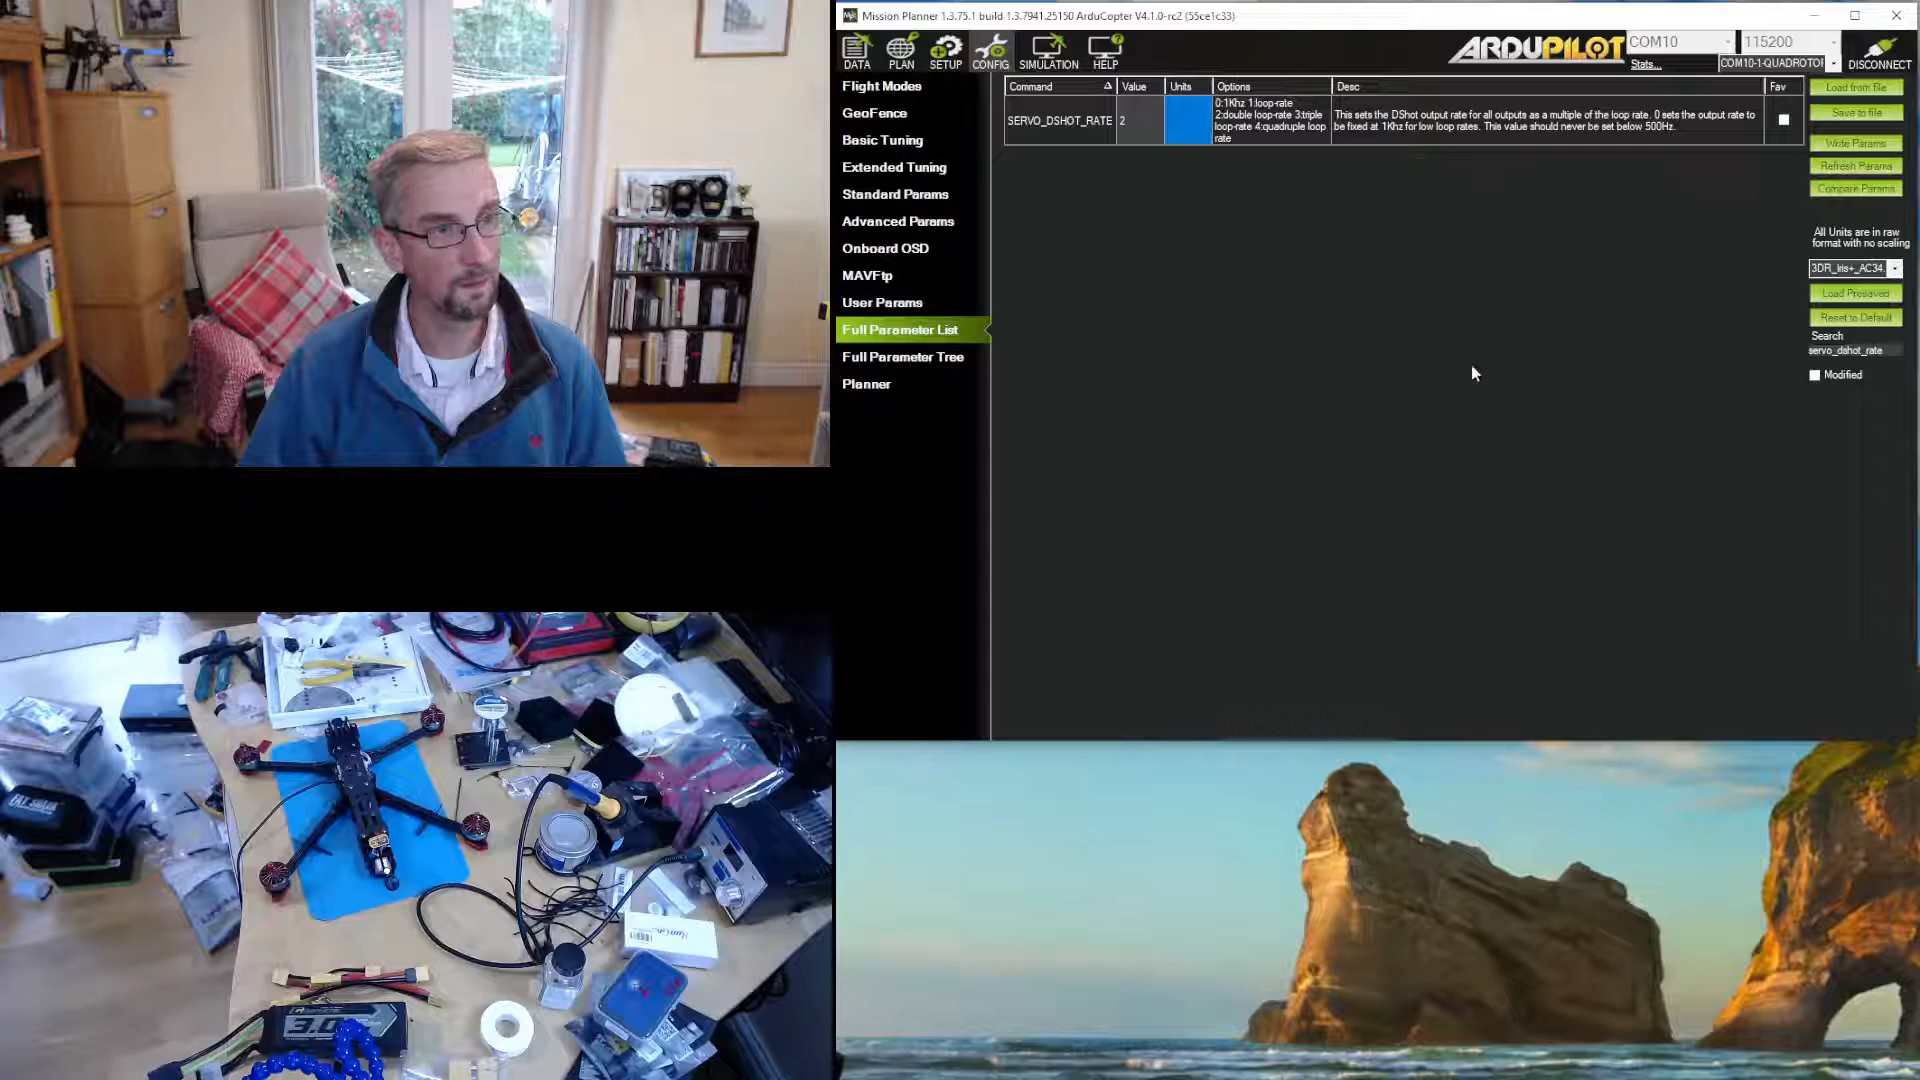 Mission Planner 1.3.75.1 build 1.3.7941.25150 ArduCopter V4.1.0-rc2 (55ce1c33)
DATA PLAN SETUP CONFIG SIMULATION HELP
ARDUPILOT
COM10
115200
Stats...
COM10-1-QUADROTOR
DISCONNECT
Flight Modes
GeoFence
Basic Tuning
Extended Tuning
Standard Params
Advanced Params
Onboard OSD
MAVFtp
User Params
Full Parameter List
Full Parameter Tree
Planner
Command Value Units Options Desc Fav
SERVO_DSHOT_RATE 2
0:1Khz 1:loop-rate
2:double loop-rate 3:triple
loop-rate 4:quadruple loop
rate
This sets the DShot output rate for all outputs as a multiple of the loop rate. 0 sets the output rate to
be fixed at 1Khz for low loop rates. This value should never be set below 500Hz.
Load from file
Save to file
Write Params
Refresh Params
Compare Params
All Units are in raw
format with no scaling
3DR_Iris+_AC34.
Load Presaved
Reset to Default
Search
servo_dshot_rate
Modified
FAT SHARK
3.0